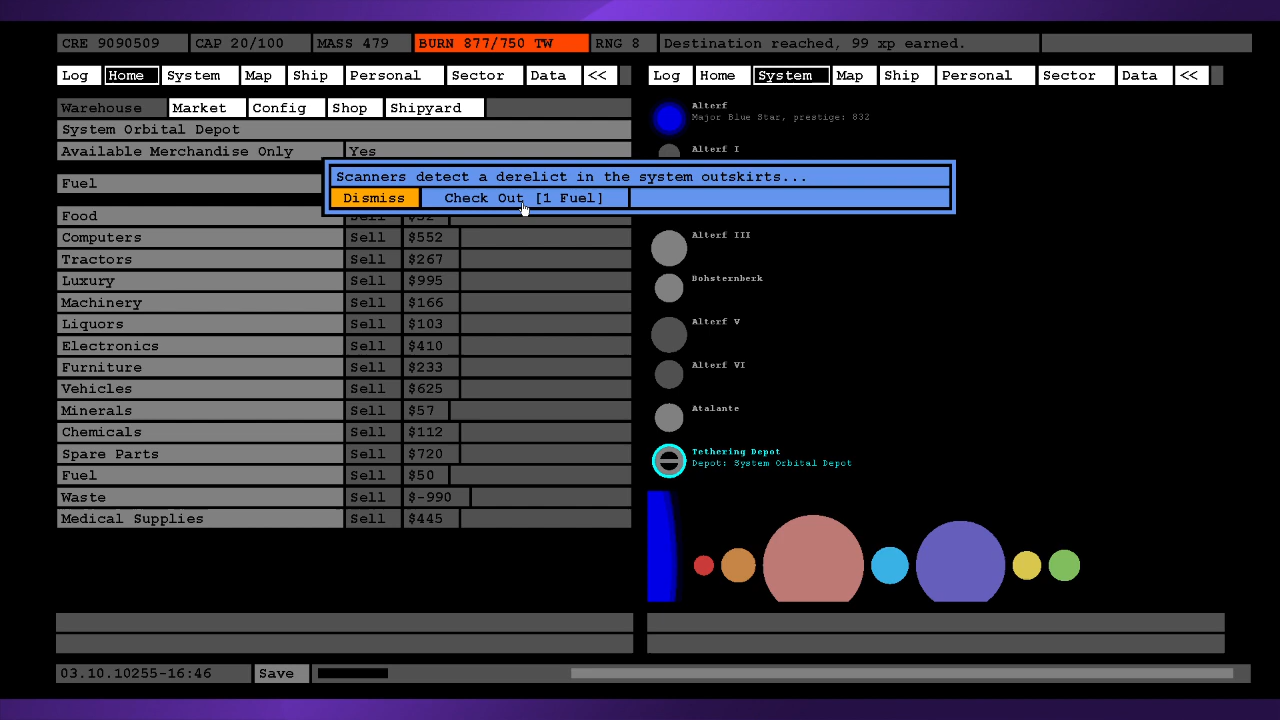 CRE 9090509 CAP 20/100 MASS 479 BURN 877/750 TW RNG 8 Destination reached, 99 xp earned.
Log Home System Map Ship Personal Sector Data <<
Log Home System Map Ship Personal Sector Data <<
Warehouse Market Config Shop Shipyard
System Orbital Depot
Available Merchandise Only Yes
Fuel
Scanners detect a derelict in the system outskirts...
Dismiss Check Out [1 Fuel]
Food
Computers Sell $552
Tractors Sell $267
Luxury Sell $995
Machinery Sell $166
Liquors Sell $103
Electronics Sell $410
Furniture Sell $233
Vehicles Sell $625
Minerals Sell $57
Chemicals Sell $112
Spare Parts Sell $720
Fuel Sell $50
Waste Sell $-990
Medical Supplies Sell $445
Alterf
Major Blue Star, prestige: 832
Alterf I
Alterf III
Bohsternberk
Alterf V
Alterf VI
Atalante
Tethering Depot
Depot: System Orbital Depot
03.10.10255-16:46 Save